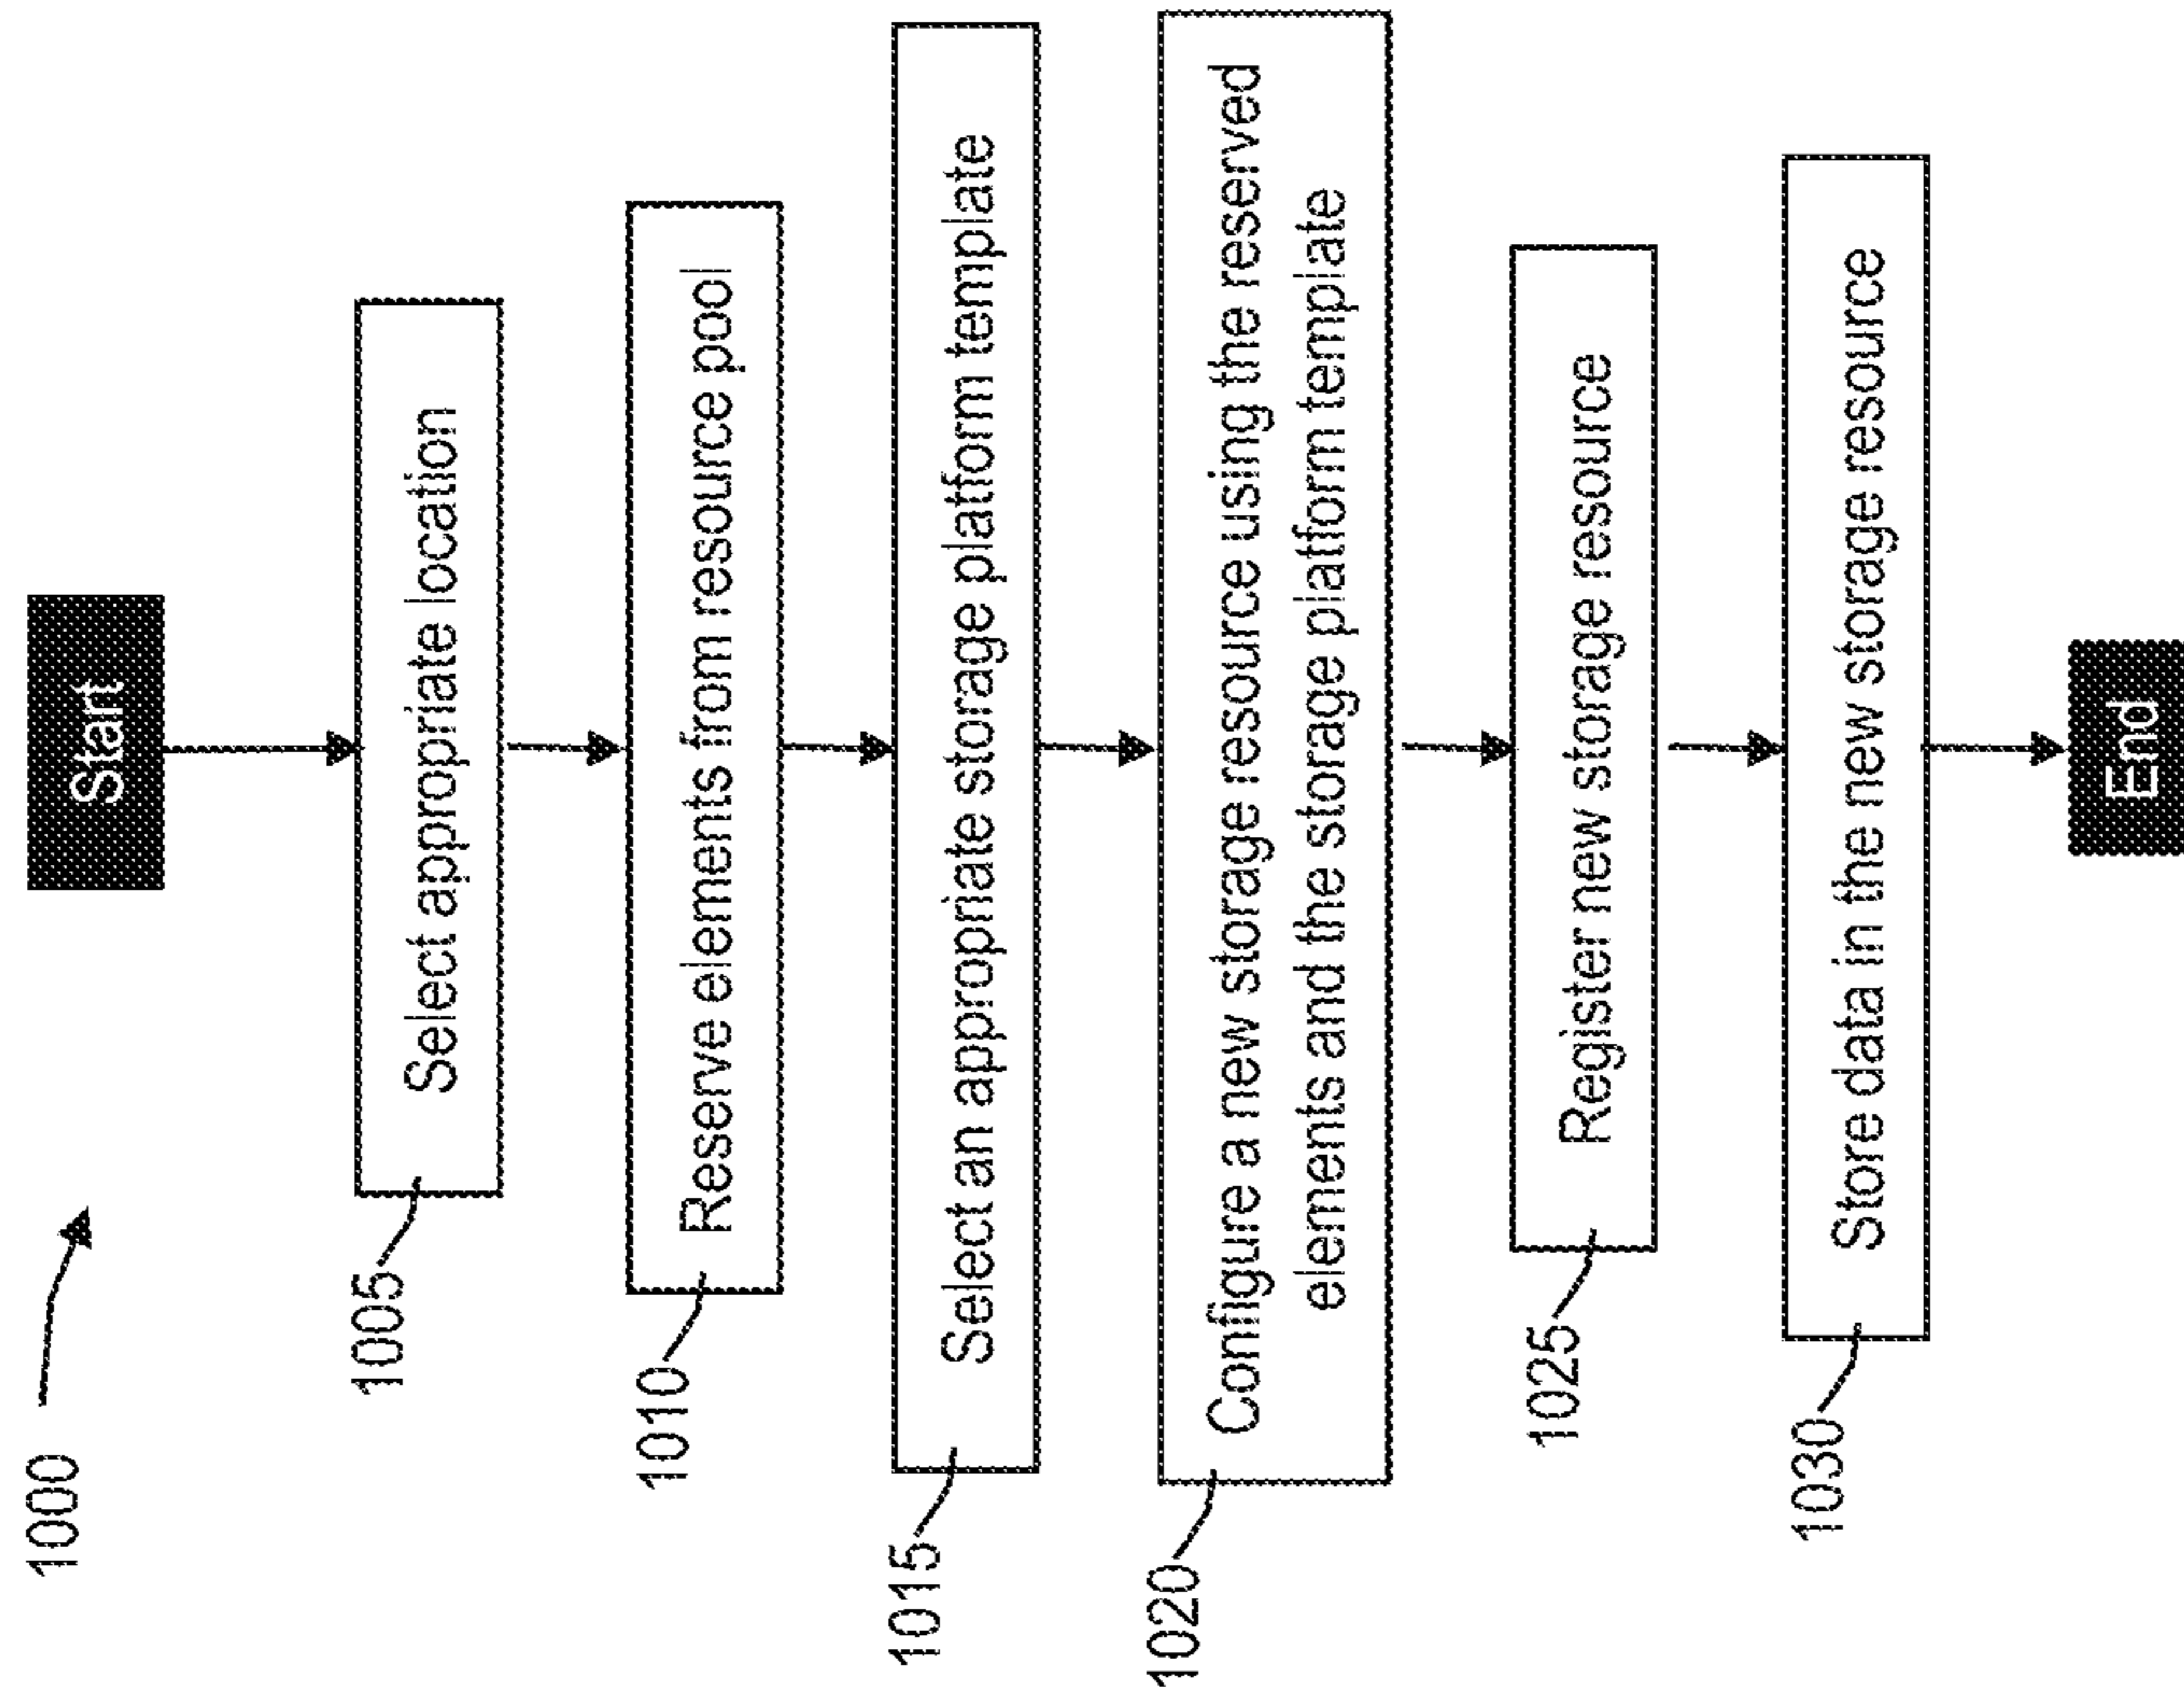 1000
Start
1005
Select appropriate location
1010
Reserve elements from resource pool
1015
Select an appropriate storage platform template
1020
Configure a new storage resource using the reserved
elements and the storage platform template
1025
Register new storage resource
1030
Store data in the new storage resource
End